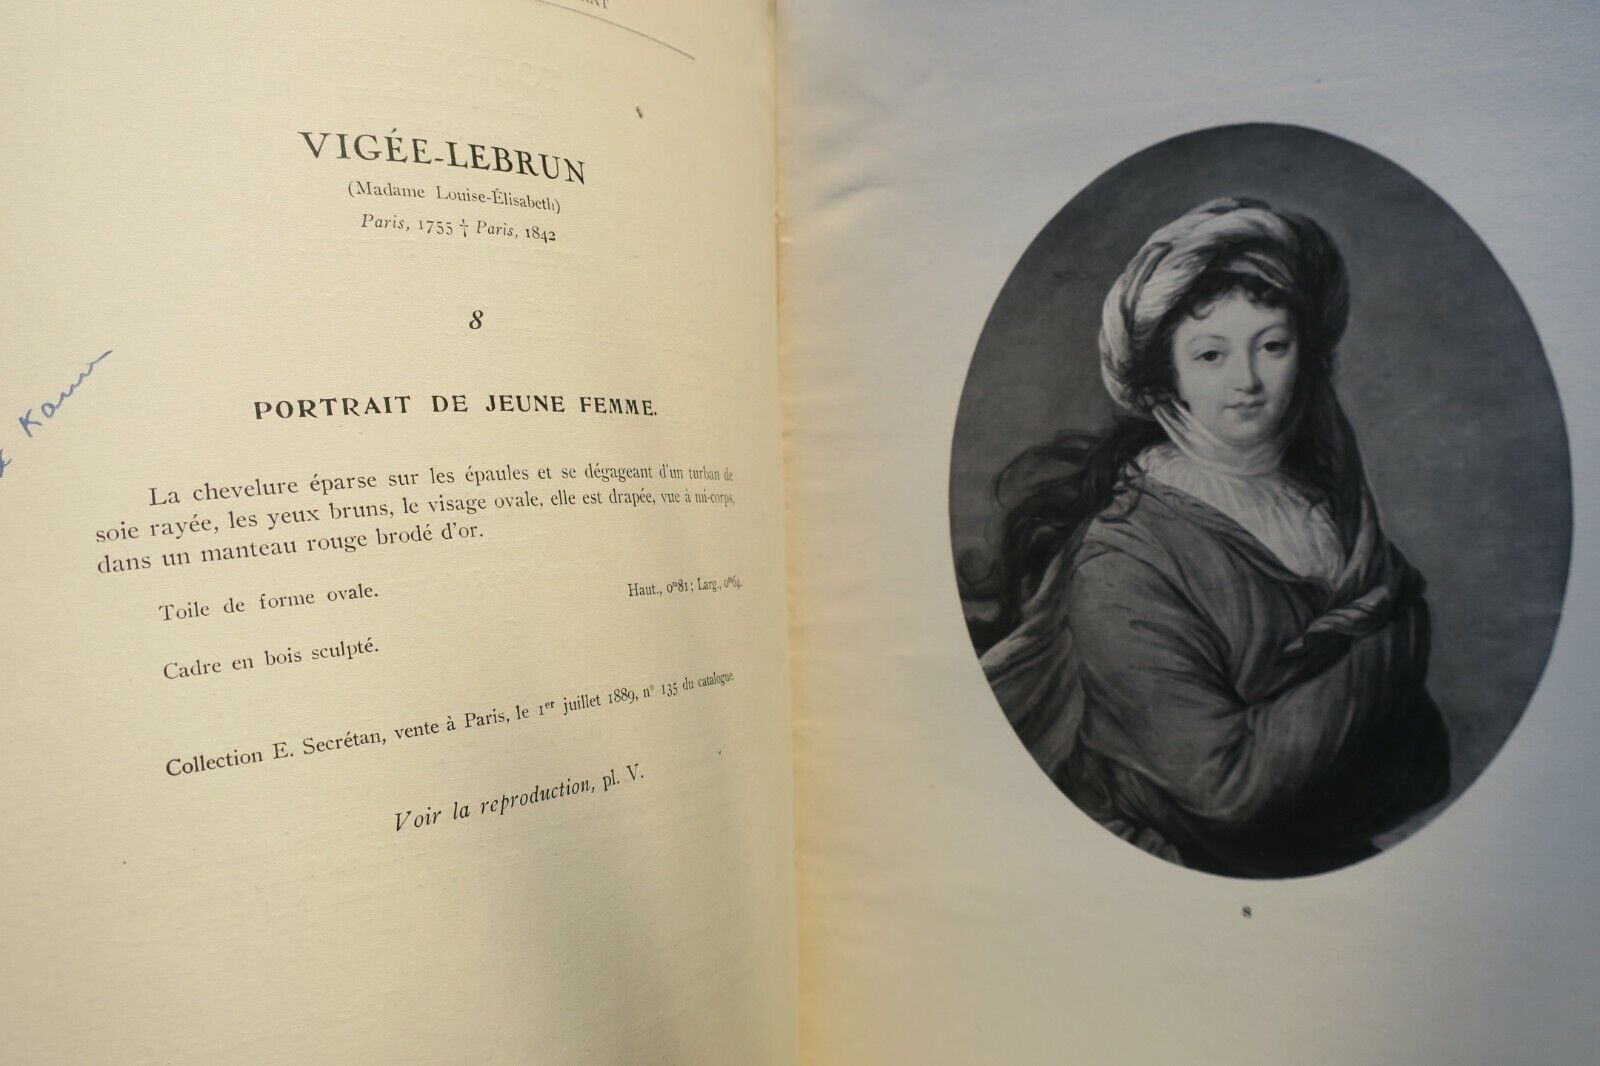 VIGÉE-LEBRUN
(Madame Louise-Élisabeth)
Paris, 1755 † Paris, 1842
8
PORTRAIT DE JEUNE FEMME.
La chevelure éparse sur les épaules et se dégageant d'un turban de
soie rayée, les yeux bruns, le visage ovale, elle est drapée, vue à mi-corps,
dans un manteau rouge brodé d'or.
Toile de forme ovale. Haut., 0m81; Larg., 0m64.
Cadre en bois sculpté.
Collection E. Secrétan, vente à Paris, le 1er juillet 1889, n° 135 du catalogue.
Voir la reproduction, pl. V.
8